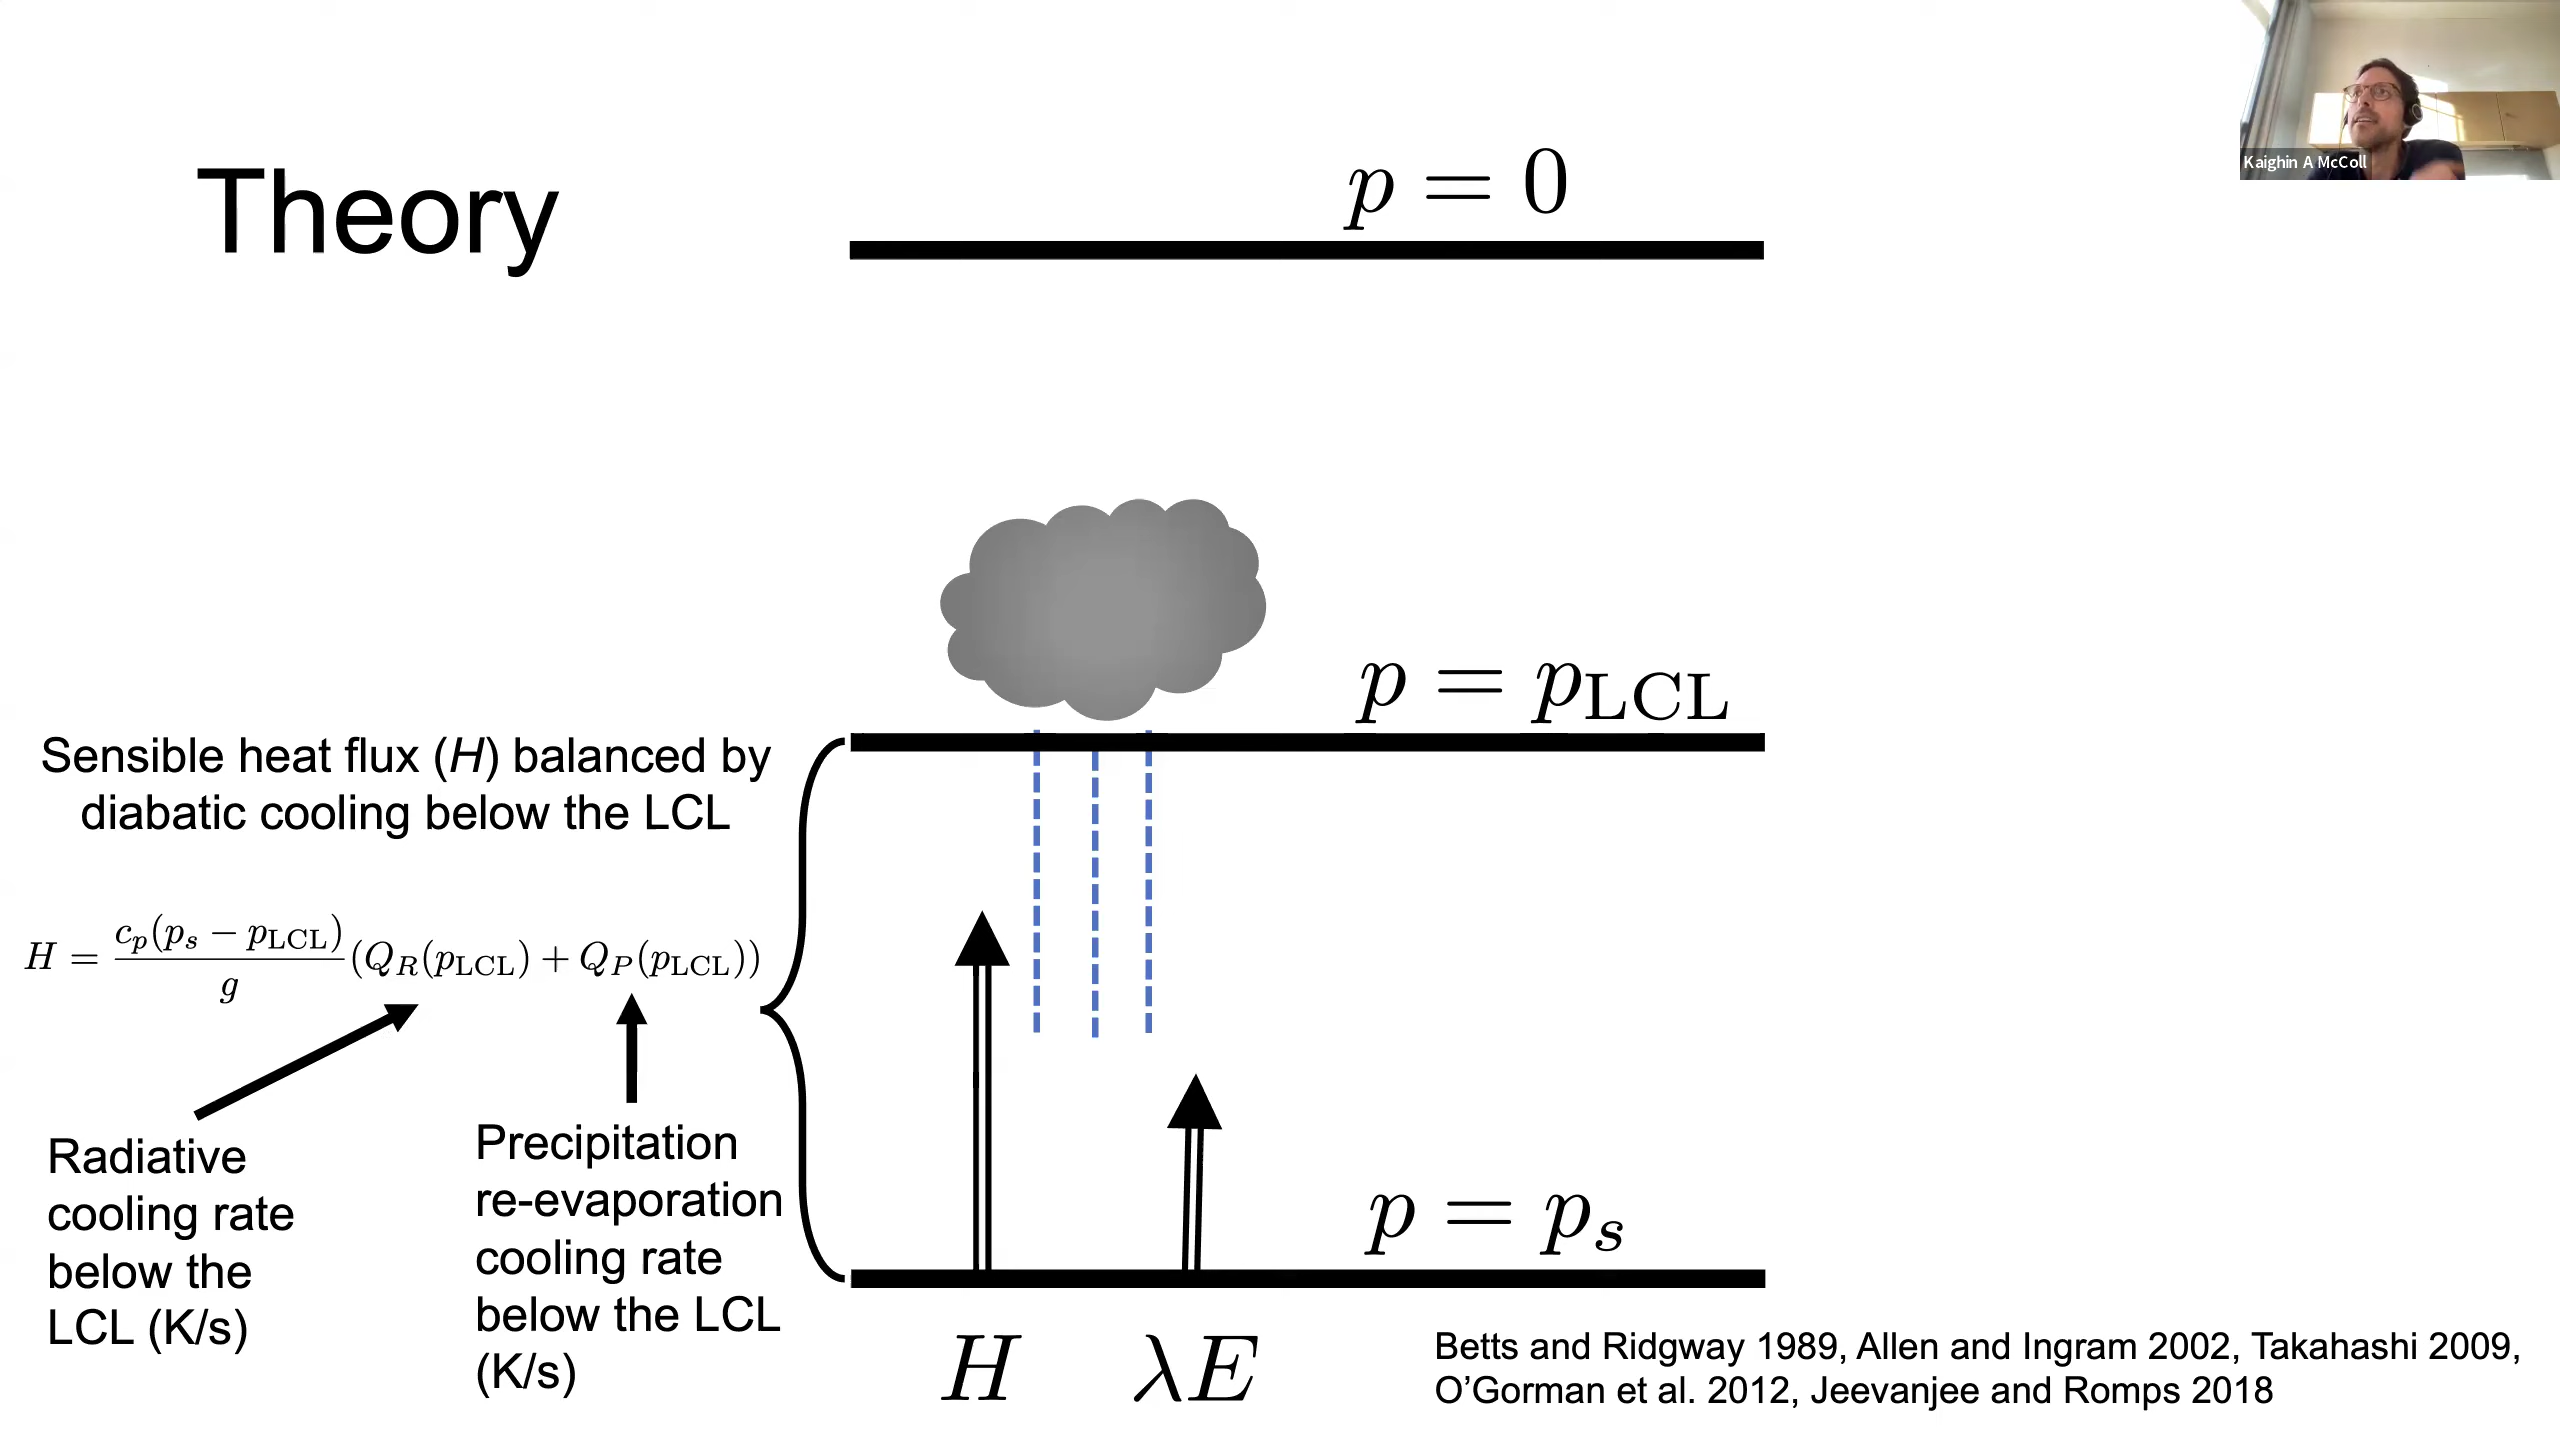 Theory
p = 0
Kaighin A McColl
p = p_LCL
Sensible heat flux (H) balanced by
diabatic cooling below the LCL
H = \frac{c_p(p_s − p_LCL)}{g}(Q_R(p_LCL) + Q_P(p_LCL))
Radiative
cooling rate
below the
LCL (K/s)
Precipitation
re-evaporation
cooling rate
below the LCL
(K/s)
p = p_s
H
λE
Betts and Ridgway 1989, Allen and Ingram 2002, Takahashi 2009,
O’Gorman et al. 2012, Jeevanjee and Romps 2018